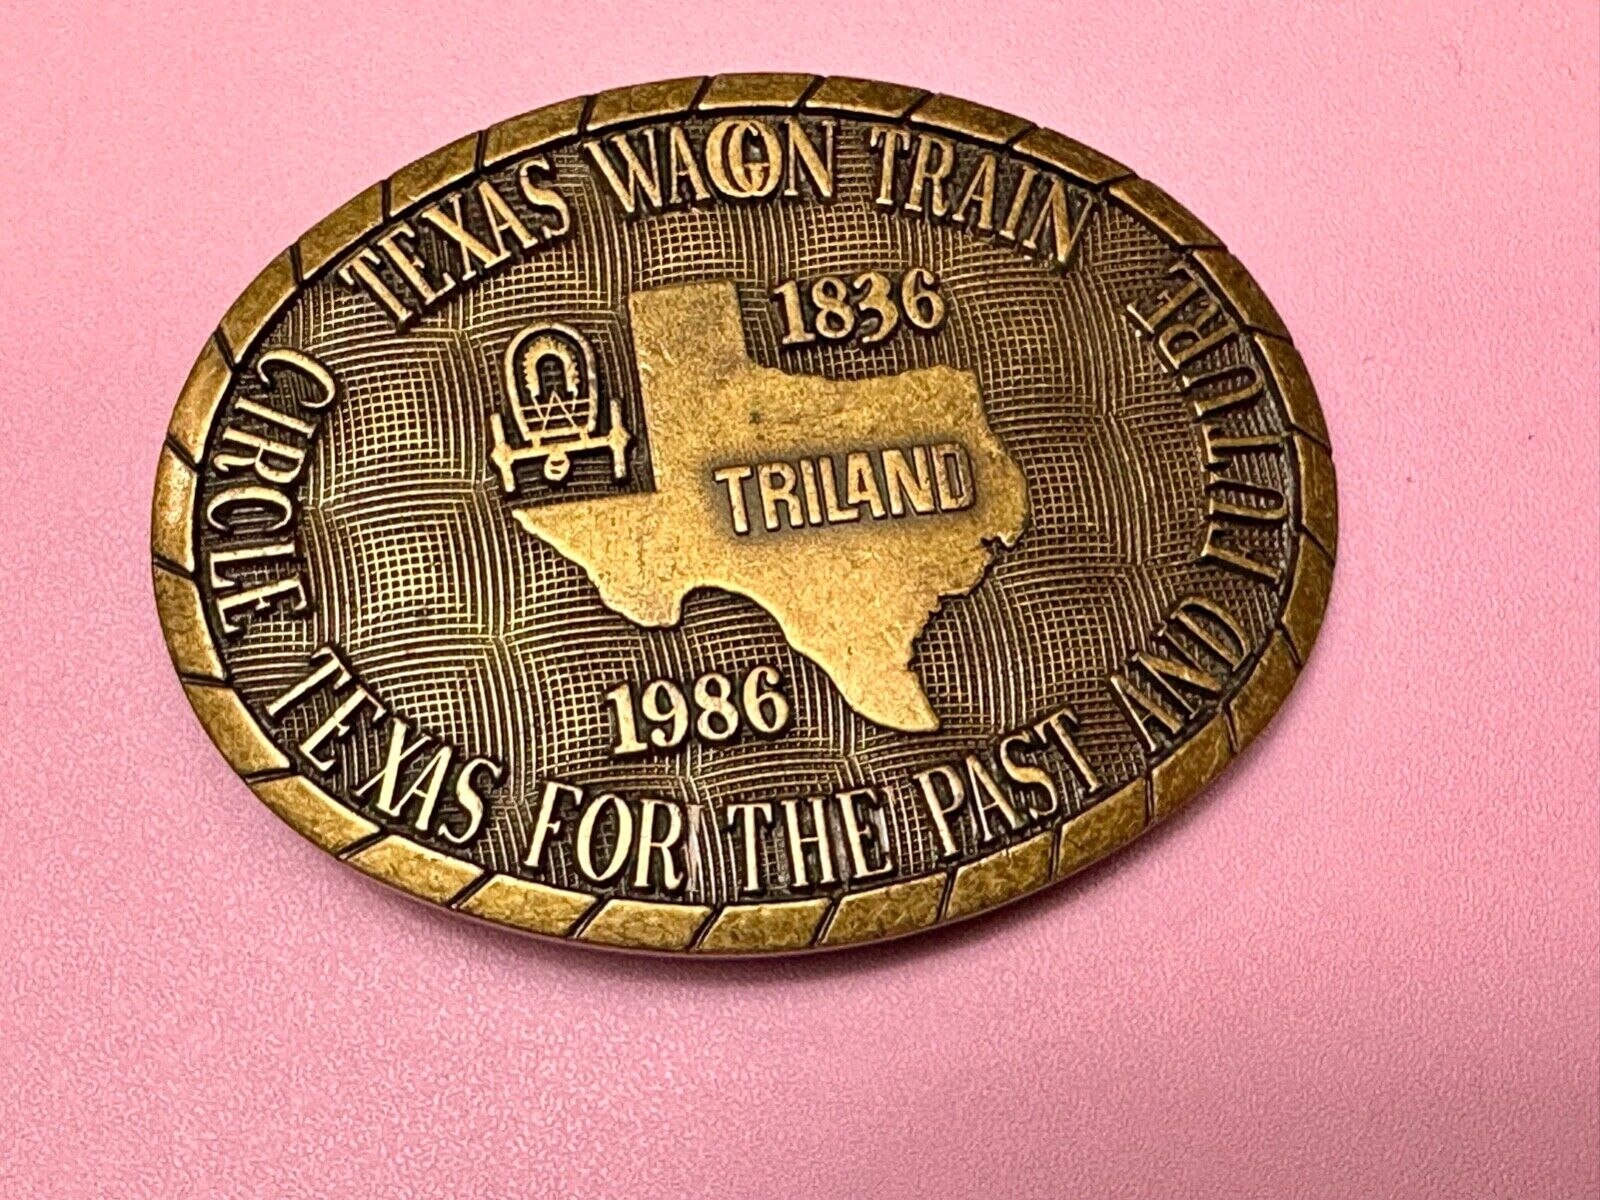 TEXAS WAGON TRAIN
1836
TRILAND
1986
CIRCLE TEXAS FOR THE PAST AND FUTURE